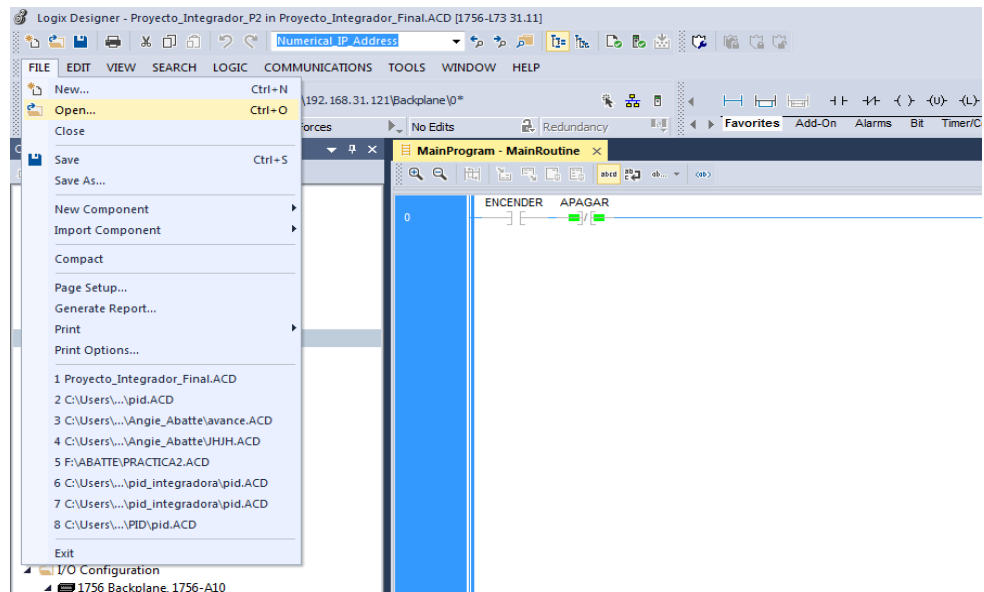 Logix Designer - Proyecto_Integrador_P2 in Proyecto_Integrador_Final.ACD [1756-L73 31.11]
Numerical_IP_Address
FILE EDIT VIEW SEARCH LOGIC COMMUNICATIONS TOOLS WINDOW HELP
New... Ctrl+N
\192.168.31.121\Backplane\0*
Open... Ctrl+O
Close
orces No Edits Redundancy
Favorites Add-On Alarms Bit Timer/C
MainProgram - MainRoutine
Save Ctrl+S
Save As...
abcd ab...
New Component
ENCENDER APAGAR
0
Import Component
Compact
Page Setup...
Generate Report...
Print
Print Options...
1 Proyecto_Integrador_Final.ACD
2 C:\Users\...\pid.ACD
3 C:\Users\...\Angie_Abatte\avance.ACD
4 C:\Users\...\Angie_Abatte\JHJH.ACD
5 F:\ABATTE\PRACTICA2.ACD
6 C:\Users\...\pid_integradora\pid.ACD
7 C:\Users\...\pid_integradora\pid.ACD
8 C:\Users\...\PID\pid.ACD
Exit
I/O Configuration
1756 Backplane, 1756-A10